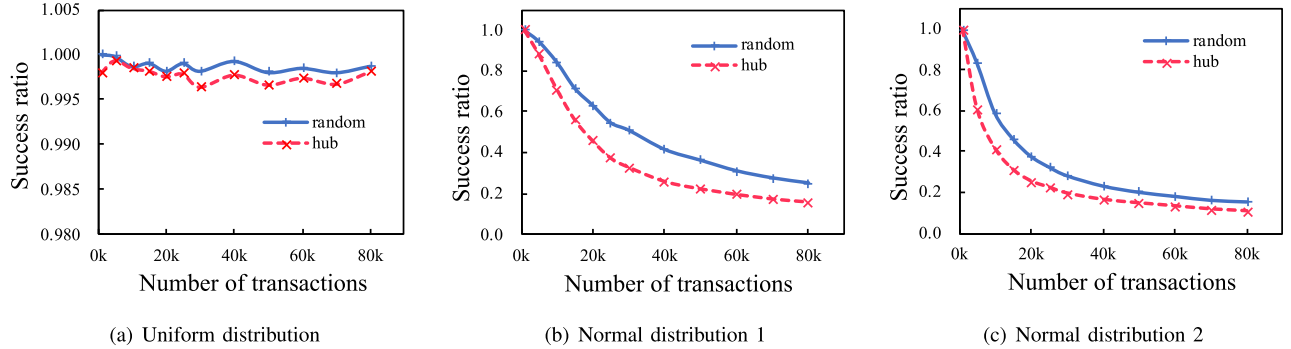 1.005
1.000
0.995
0.990
0.985
0.980
Success ratio
random
hub
0k 20k 40k 60k 80k
Number of transactions
(a) Uniform distribution
1.0
0.8
0.6
0.4
0.2
0.0
Success ratio
random
hub
0k 20k 40k 60k 80k
Number of transactions
(b) Normal distribution 1
1.0
0.8
0.6
0.4
0.2
0.0
Success ratio
random
hub
0k 20k 40k 60k 80k
Number of transactions
(c) Normal distribution 2